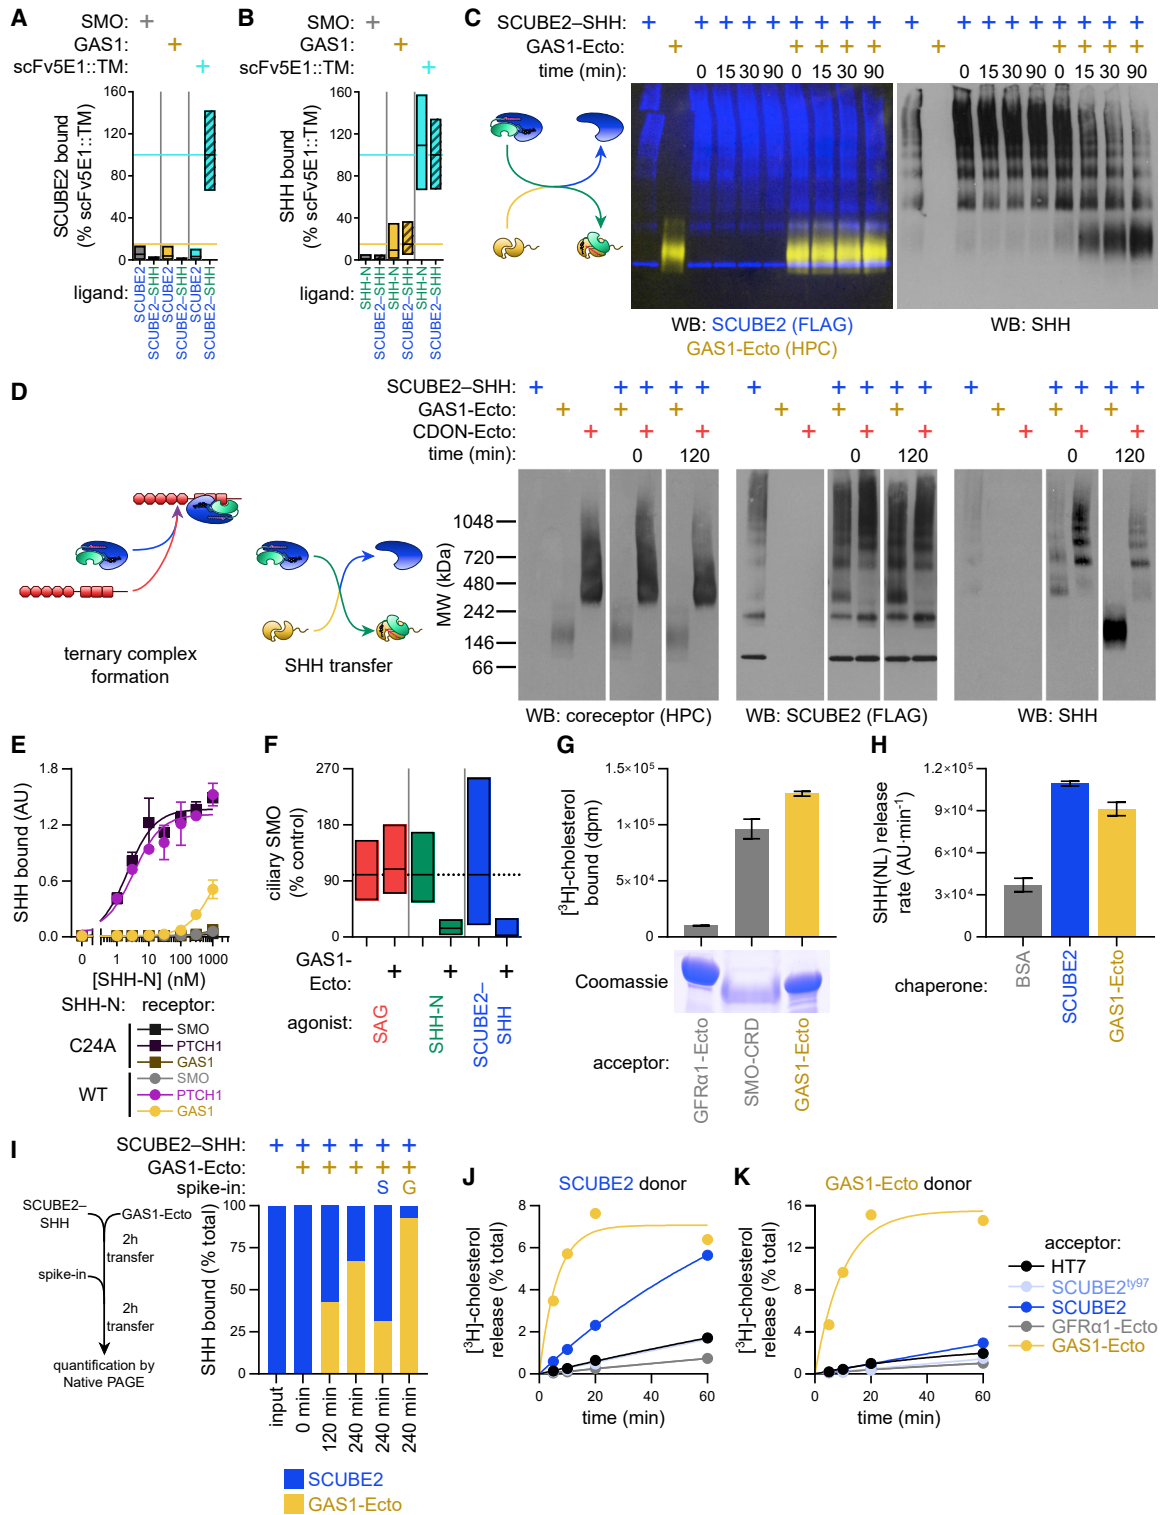 A
SMO: +
GAS1: +
scFv5E1::TM: +
SCUBE2 bound
(% scFv5E1::TM)
160
120
80
40
0
ligand:
SCUBE2
SCUBE2–SHH
SCUBE2
SCUBE2–SHH
SCUBE2
SCUBE2–SHH
B
SMO: +
GAS1: +
scFv5E1::TM: +
SHH bound
(% scFv5E1::TM)
160
120
80
40
0
ligand:
SHH-N
SCUBE2–SHH
SHH-N
SCUBE2–SHH
SHH-N
SCUBE2–SHH
C
SCUBE2–SHH: + + + + + + + + + + + + + + + + + +
GAS1-Ecto: + + + + + + + + + +
time (min): 0 15 30 90 0 15 30 90 0 15 30 90 0 15 30 90
WB: SCUBE2 (FLAG)
GAS1-Ecto (HPC)
WB: SHH
D
SCUBE2–SHH: + + + + + + + + + + + + + + +
GAS1-Ecto: + + + + + + + + +
CDON-Ecto: + + + + + + + + +
time (min): 0 120 0 120 0 120
ternary complex
formation
SHH transfer
MW (kDa)
1048
720
480
242
146
66
WB: coreceptor (HPC)
WB: SCUBE2 (FLAG)
WB: SHH
E
SHH bound (AU)
1.8
1.2
0.6
0.0
0 1 10 100 1000
[SHH-N] (nM)
SHH-N: receptor:
C24A
SMO
PTCH1
GAS1
WT
SMO
PTCH1
GAS1
F
ciliary SMO
(% control)
270
180
90
0
GAS1-
Ecto:
+ + +
agonist:
SAG
SHH-N
SCUBE2–
SHH
G
[³H]-cholesterol
bound (dpm)
1.5×10⁵
1×10⁵
5×10⁴
0
Coomassie
acceptor:
GFRα1-Ecto
SMO-CRD
GAS1-Ecto
H
SHH(NL) release
rate (AU·min⁻¹)
1.2×10⁵
9×10⁴
6×10⁴
3×10⁴
0
chaperone:
BSA
SCUBE2
GAS1-Ecto
I
SCUBE2–
SHH
GAS1-Ecto
2h
transfer
spike-in
2h
transfer
quantification by
Native PAGE
SCUBE2–SHH: + + + + + +
GAS1-Ecto: + + + + +
spike-in: S G
SHH bound (% total)
100
75
50
25
0
input
0 min
120 min
240 min
240 min
240 min
SCUBE2
GAS1-Ecto
J
SCUBE2 donor
[³H]-cholesterol
release (% total)
8
6
4
2
0
0 20 40 60
time (min)
K
GAS1-Ecto donor
[³H]-cholesterol
release (% total)
16
12
8
4
0
0 20 40 60
time (min)
acceptor:
HT7
SCUBE2ᵗʸ⁹⁷
SCUBE2
GFRα1-Ecto
GAS1-Ecto